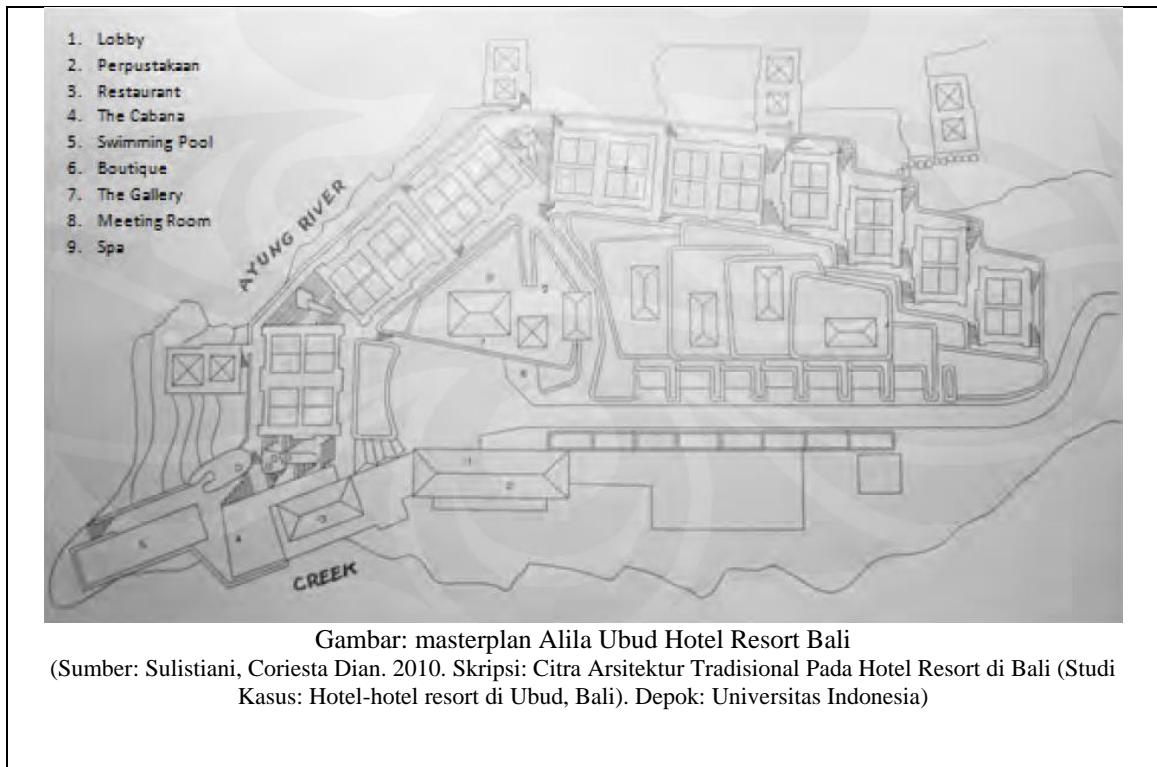 1. Lobby
2. Perpustakaan
3. Restaurant
4. The Cabana
5. Swimming Pool
6. Boutique
7. The Gallery
8. Meeting Room
9. Spa
AYUNG RIVER
CREEK
Gambar: masterplan Alila Ubud Hotel Resort Bali
(Sumber: Sulistiani, Coriesta Dian. 2010. Skripsi: Citra Arsitektur Tradisional Pada Hotel Resort di Bali (Studi
Kasus: Hotel-hotel resort di Ubud, Bali). Depok: Universitas Indonesia)